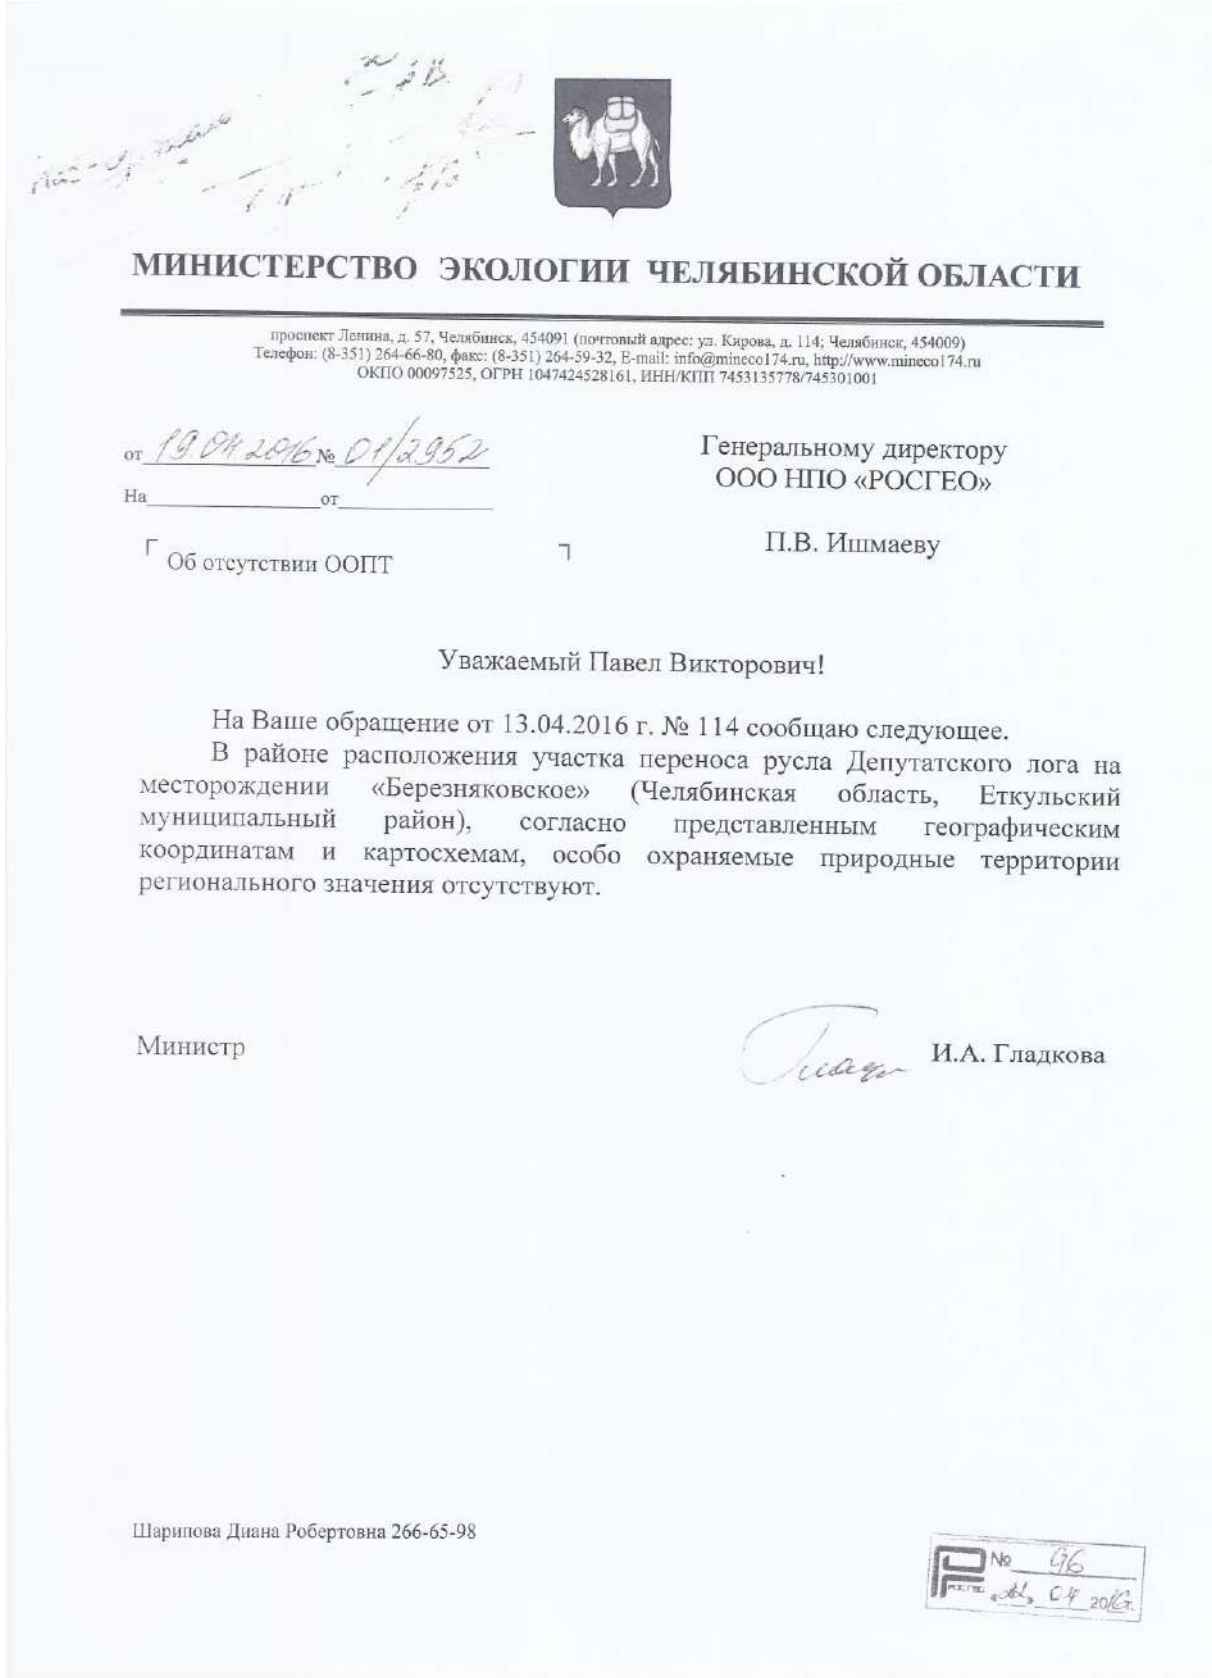 МИНИСТЕРСТВО ЭКОЛОГИИ ЧЕЛЯБИНСКОЙ ОБЛАСТИ
проспект Ленина, д. 57, Челябинск, 454091 (почтовый адрес: ул. Кирова, д. 114; Челябинск, 454009)
Телефон: (8-351) 264-66-80, факс: (8-351) 264-59-32, E-mail: info@mineco174.ru, http://www.mineco174.ru
ОКПО 00097525, ОГРН 1047424528161, ИНН/КПП 7453135778/745301001
от 19.04.2016 № 01/2952
На от
Генеральному директору
ООО НПО «РОСГЕО»
П.В. Ишмаеву
Об отсутствии ООПТ
Уважаемый Павел Викторович!
На Ваше обращение от 13.04.2016 г. № 114 сообщаю следующее.
В районе расположения участка переноса русла Депутатского лога на
месторождении «Березняковское» (Челябинская область, Еткульский
муниципальный район), согласно представленным географическим
координатам и картосхемам, особо охраняемые природные территории
регионального значения отсутствуют.
Министр
И.А. Гладкова
Шарипова Диана Робертовна 266-65-98
№ 96
04 2016г.